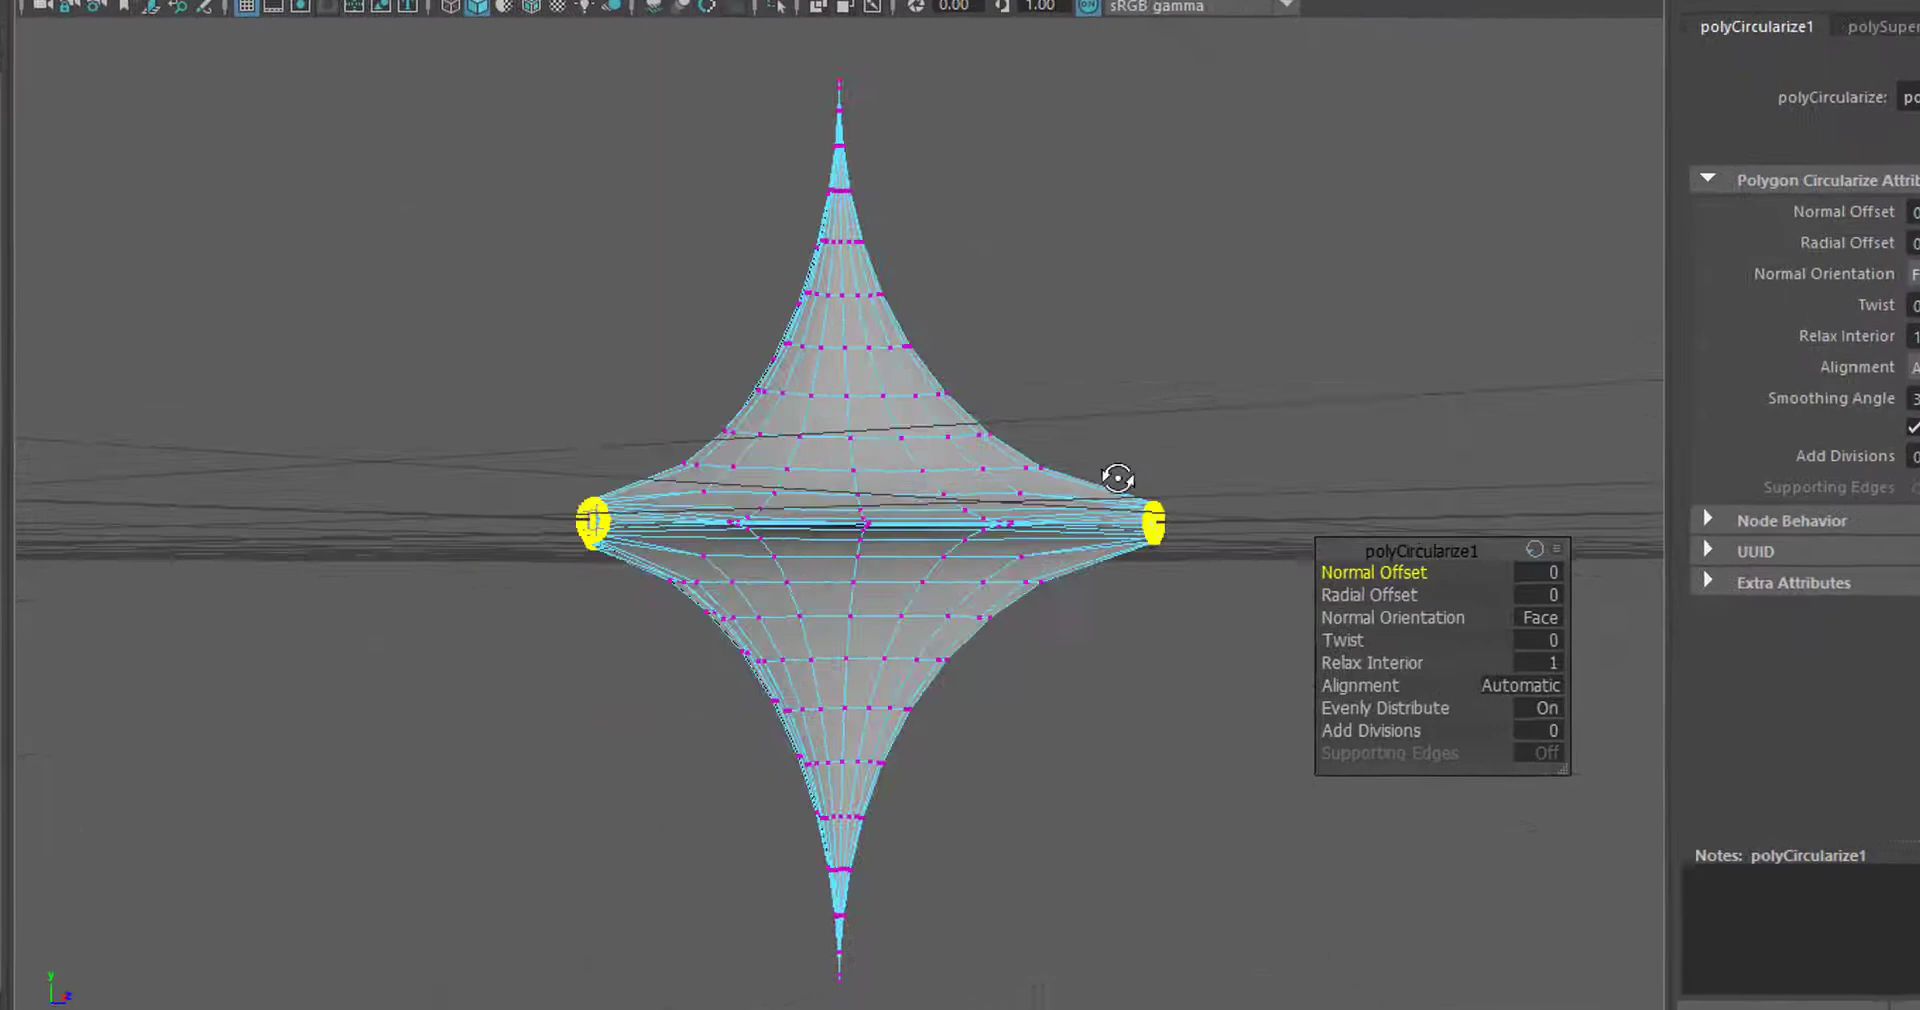 0.00
1.00
ON
sRGB gamma
polyCircularize1
polySuper
polyCircularize:
po
Polygon Circularize Attrib
Normal Offset
Radial Offset
Normal Orientation
Twist
Relax Interior
Alignment
Smoothing Angle
Add Divisions
Supporting Edges
Node Behavior
UUID
Extra Attributes
polyCircularize1
Normal Offset 0
Radial Offset 0
Normal Orientation Face
Twist 0
Relax Interior 1
Alignment Automatic
Evenly Distribute On
Add Divisions 0
Supporting Edges Off
Notes: polyCircularize1
y
z